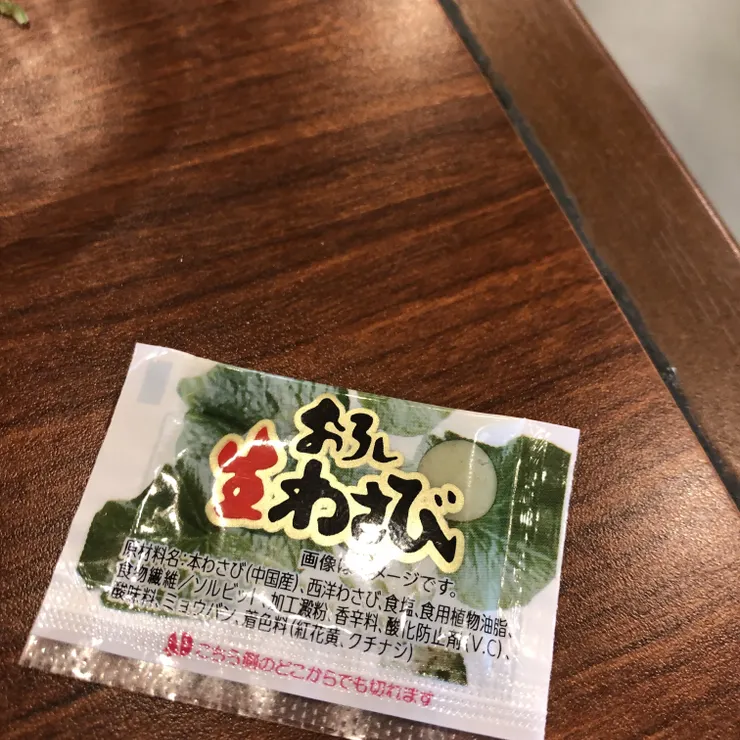 おろし
生わさび
画像はイメージです。
原材料名:本わさび(中国産)、西洋わさび、食塩、食用植物油脂、
食物繊維/ソルビット、加工澱粉、香辛料、酸化防止剤(V.C)、
酸味料、ミョウバン、着色料(紅花黄、クチナシ)
こちら側のどこからでも切れます